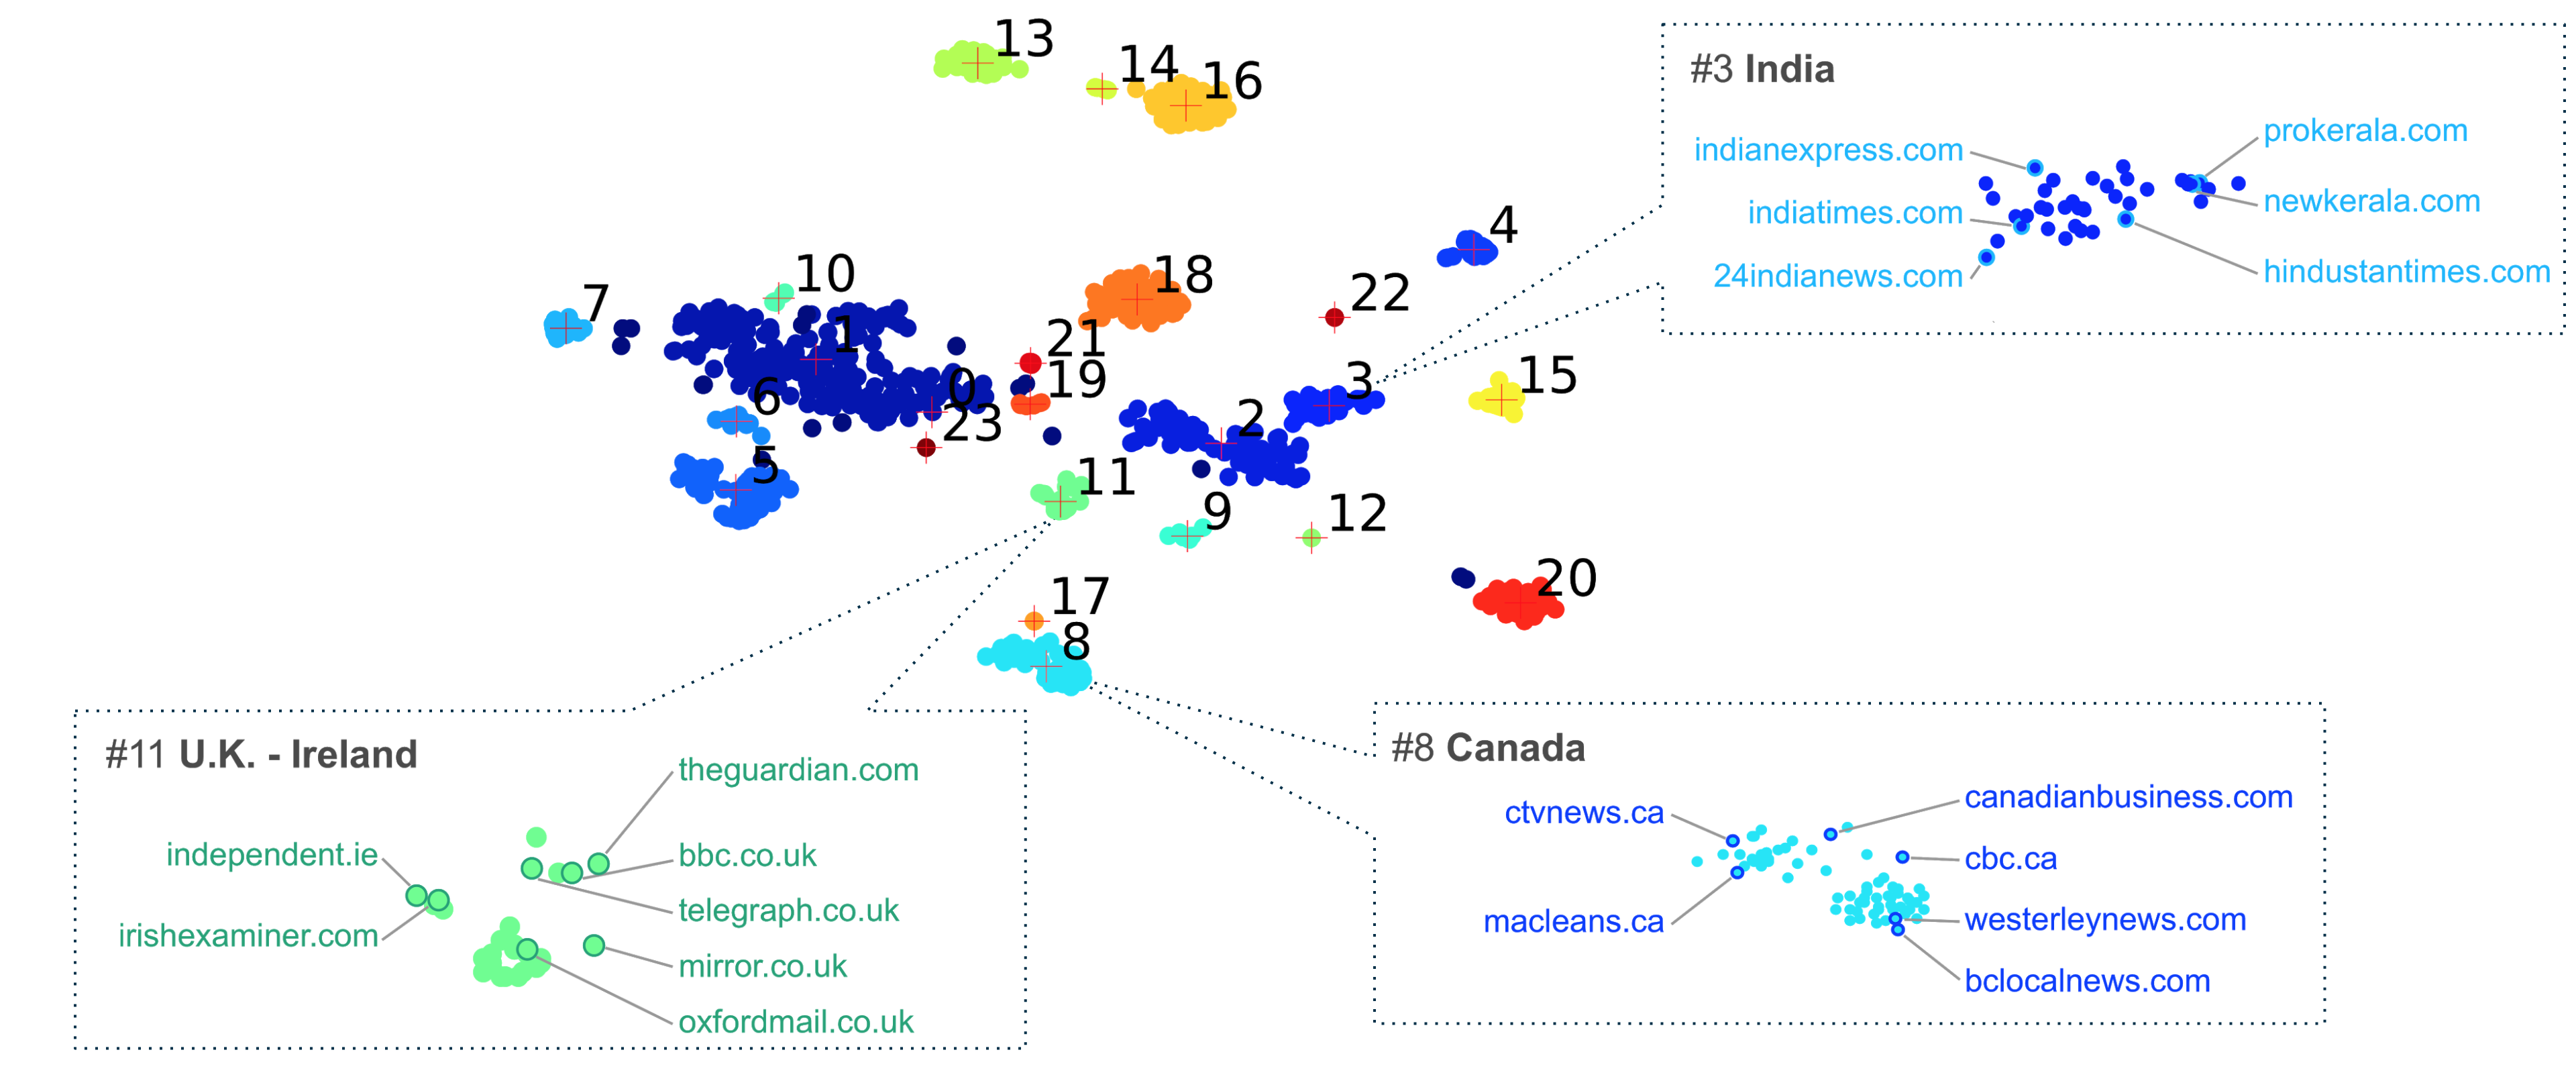 13
14
16
#3 India
indianexpress.com
prokerala.com
indiatimes.com
newkerala.com
24indianews.com
hindustantimes.com
4
10
18
7
22
1
21
19
0
3
15
6
23
2
5
11
9
12
20
17
8
#11 U.K. - Ireland
theguardian.com
independent.ie
bbc.co.uk
telegraph.co.uk
irishexaminer.com
mirror.co.uk
oxfordmail.co.uk
#8 Canada
ctvnews.ca
canadianbusiness.com
cbc.ca
macleans.ca
westerleynews.com
bclocalnews.com